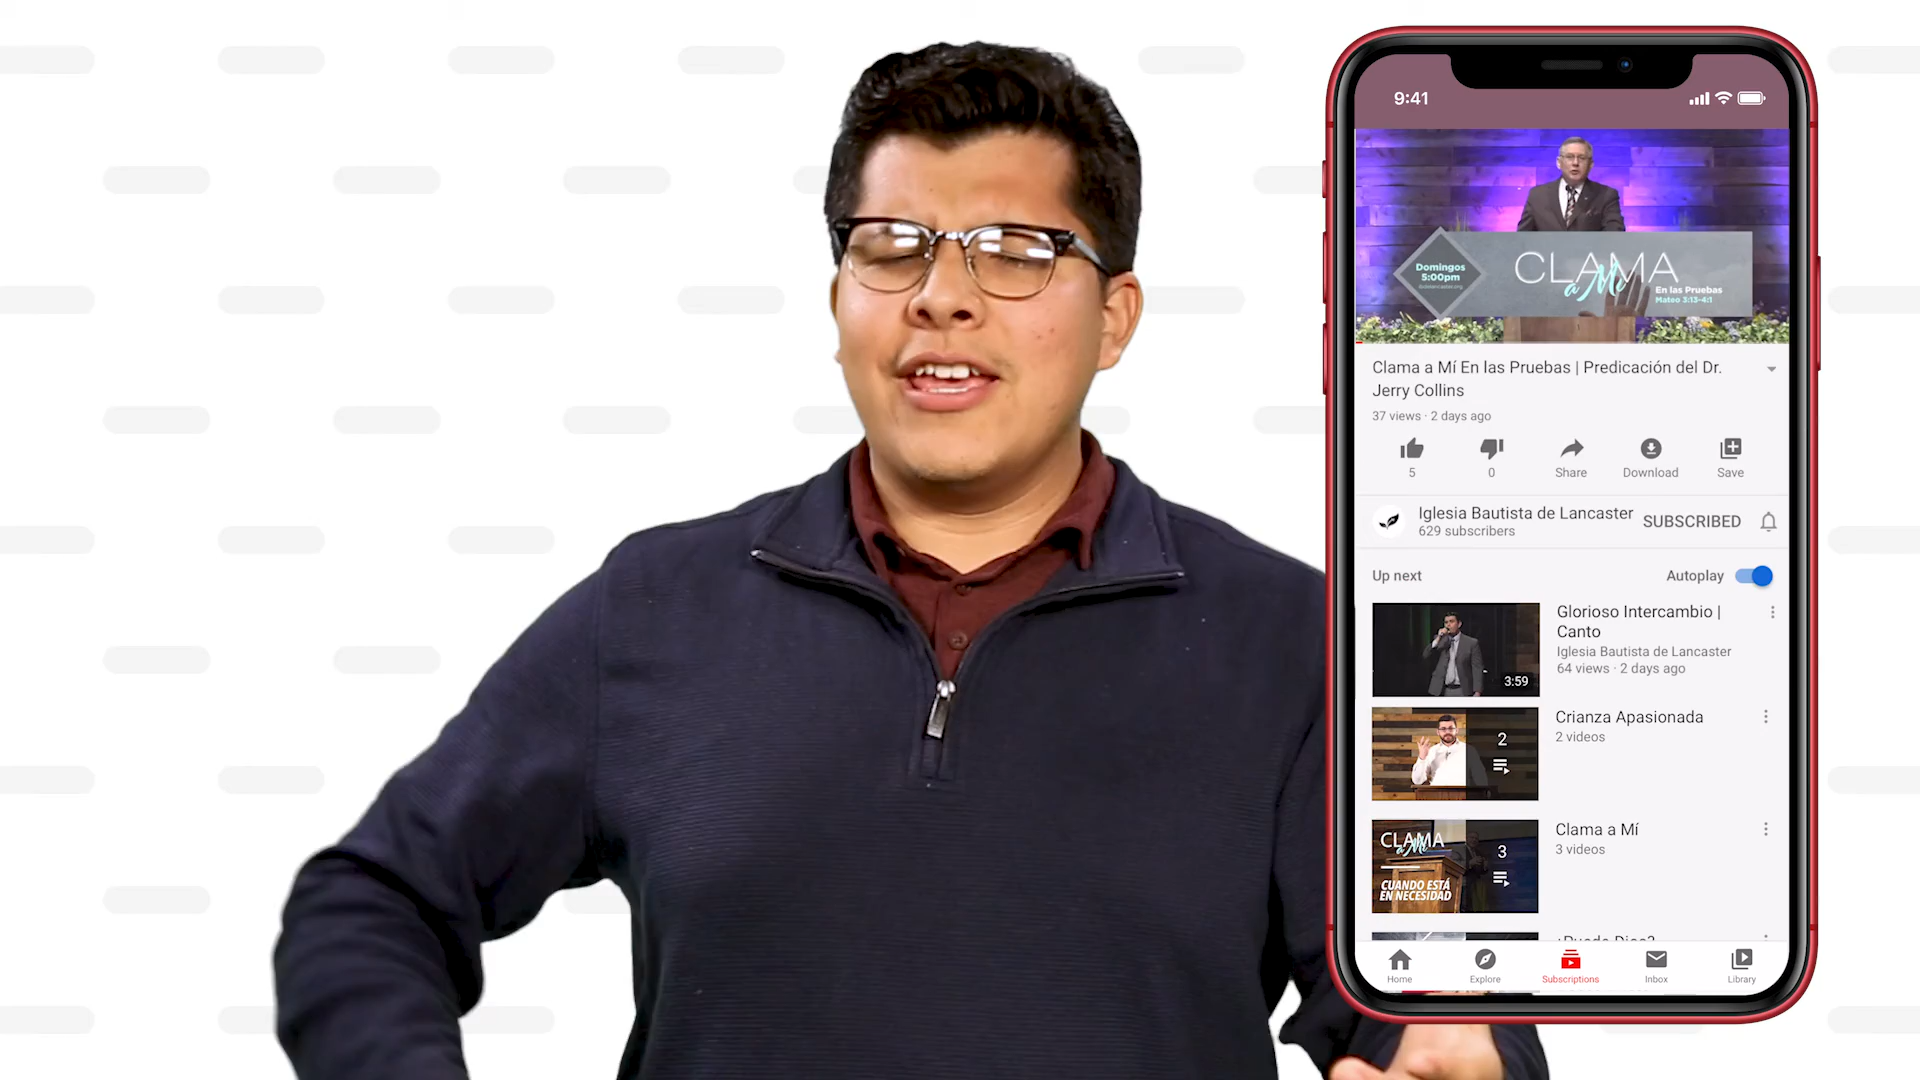 9:41
Domingos
5:00pm
CLAMA
a Mí
En las Pruebas
Mateo 3:13-4:1
Clama a Mí En las Pruebas | Predicación del Dr.
Jerry Collins
37 views · 2 days ago
5
0
Share
Download
Save
Iglesia Bautista de Lancaster
629 subscribers
SUBSCRIBED
Up next
Autoplay
Glorioso Intercambio |
Canto
Iglesia Bautista de Lancaster
64 views · 2 days ago
3:59
Crianza Apasionada
2 videos
2
Clama a Mí
3 videos
CLAMA
a Mí
3
CUANDO ESTÁ
EN NECESIDAD
Home
Explore
Subscriptions
Inbox
Library